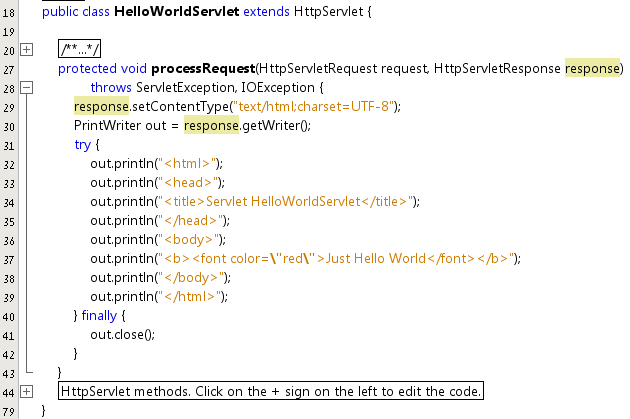 18 public class HelloWorldServlet extends HttpServlet {
19
20 /**...*/
27 protected void processRequest(HttpServletRequest request, HttpServletResponse response)
28 throws ServletException, IOException {
29 response.setContentType("text/html;charset=UTF-8");
30 PrintWriter out = response.getWriter();
31 try {
32 out.println("<html>");
33 out.println("<head>");
34 out.println("<title>Servlet HelloWorldServlet</title>");
35 out.println("</head>");
36 out.println("<body>");
37 out.println("<b><font color=\"red\">Just Hello World</font></b>");
38 out.println("</body>");
39 out.println("</html>");
40 } finally {
41 out.close();
42 }
43 }
44 HttpServlet methods. Click on the + sign on the left to edit the code.
79 }